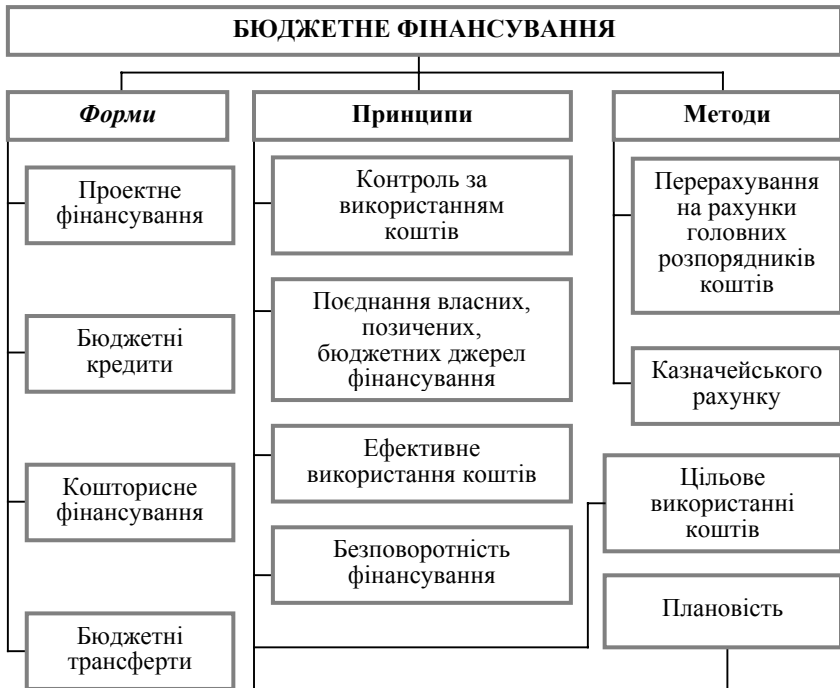 БЮДЖЕТНЕ ФІНАНСУВАННЯ
Форми
Проектне
фінансування
Бюджетні
кредити
Кошторисне
фінансування
Бюджетні
трансферти
Принципи
Контроль за
використанням
коштів
Поєднання власних,
позичених,
бюджетних джерел
фінансування
Ефективне
використання коштів
Безповоротність
фінансування
Методи
Перерахування
на рахунки
головних
розпорядників
коштів
Казначейського
рахунку
Цільове
використанні
коштів
Плановість